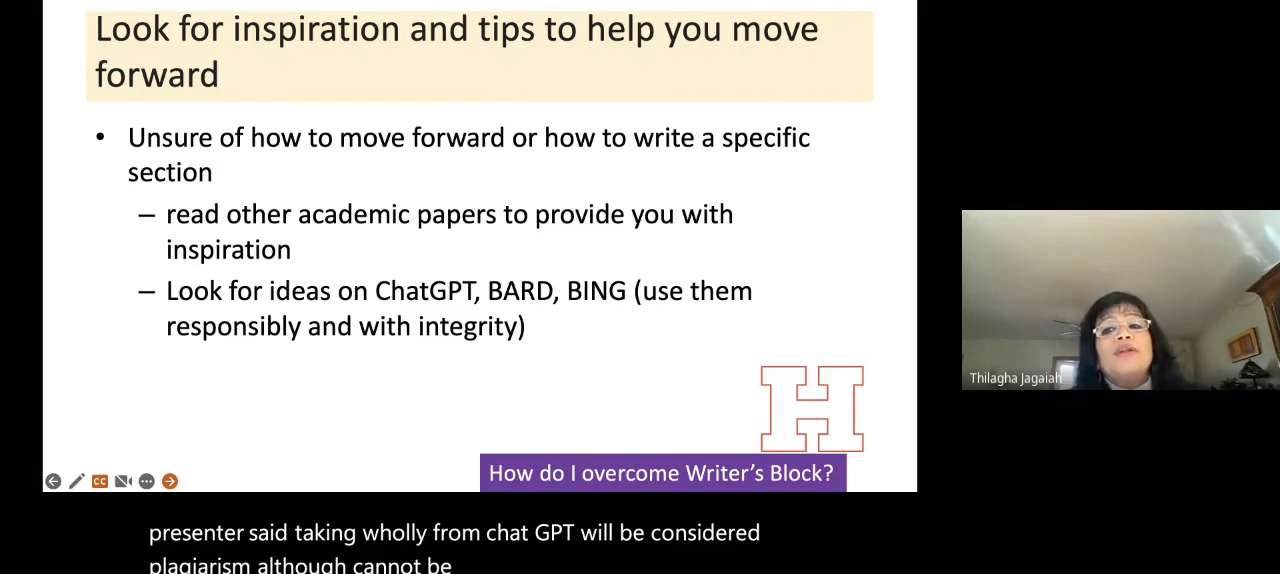 Look for inspiration and tips to help you move
forward
• Unsure of how to move forward or how to write a specific
section
– read other academic papers to provide you with
inspiration
– Look for ideas on ChatGPT, BARD, BING (use them
responsibly and with integrity)
H
How do I overcome Writer’s Block?
CC
Thilagha Jagaiah
presenter said taking wholly from chat GPT will be considered
plagiarism although cannot be